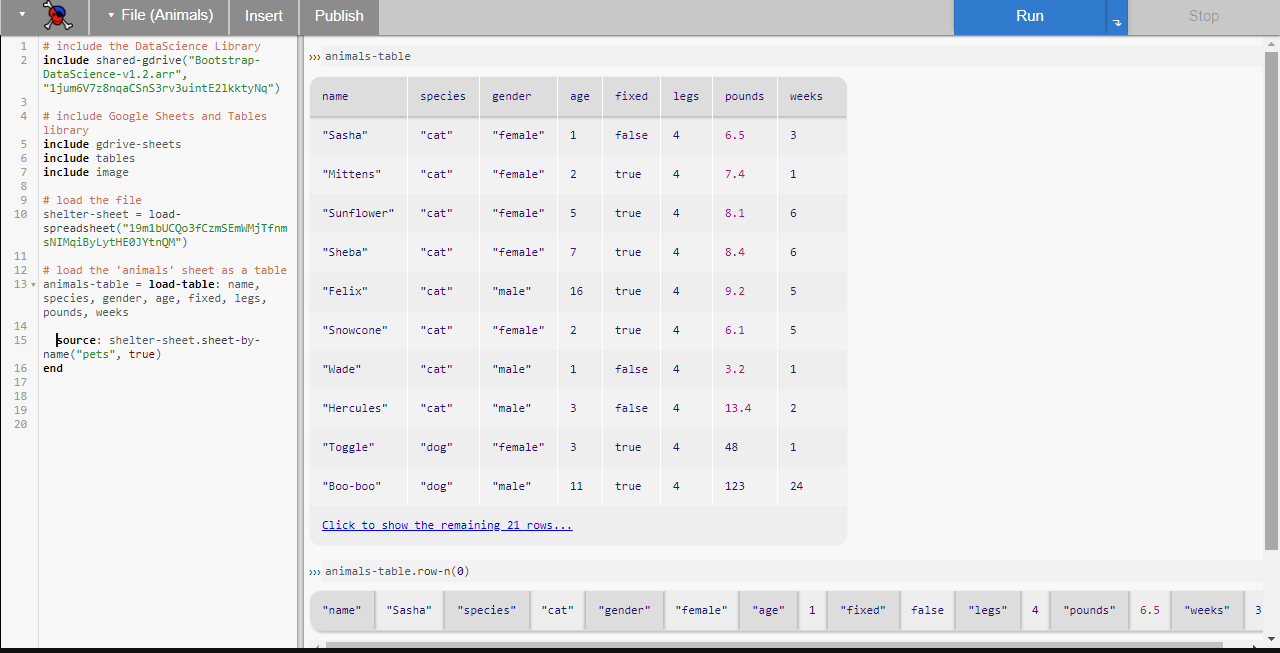 File (Animals) Insert Publish Run Stop
1 # include the DataScience Library
2 include shared-gdrive("Bootstrap-
DataScience-v1.2.arr",
"1jum6V7z8nqaCSnS3rv3uintE2lkktyNq")
3
4 # include Google Sheets and Tables
library
5 include gdrive-sheets
6 include tables
7 include image
8
9 # load the file
10 shelter-sheet = load-
spreadsheet("19m1bUCQo3fCzmSEmWMjTfnm
sNIMqiByLytHE0JYtnQM")
11
12 # load the 'animals' sheet as a table
13 animals-table = load-table: name,
species, gender, age, fixed, legs,
pounds, weeks
14
15 source: shelter-sheet.sheet-by-
name("pets", true)
16 end
17
18
19
20
››› animals-table
name species gender age fixed legs pounds weeks
"Sasha" "cat" "female" 1 false 4 6.5 3
"Mittens" "cat" "female" 2 true 4 7.4 1
"Sunflower" "cat" "female" 5 true 4 8.1 6
"Sheba" "cat" "female" 7 true 4 8.4 6
"Felix" "cat" "male" 16 true 4 9.2 5
"Snowcone" "cat" "female" 2 true 4 6.1 5
"Wade" "cat" "male" 1 false 4 3.2 1
"Hercules" "cat" "male" 3 false 4 13.4 2
"Toggle" "dog" "female" 3 true 4 48 1
"Boo-boo" "dog" "male" 11 true 4 123 24
Click to show the remaining 21 rows...
››› animals-table.row-n(0)
"name" "Sasha" "species" "cat" "gender" "female" "age" 1 "fixed" false "legs" 4 "pounds" 6.5 "weeks" 3